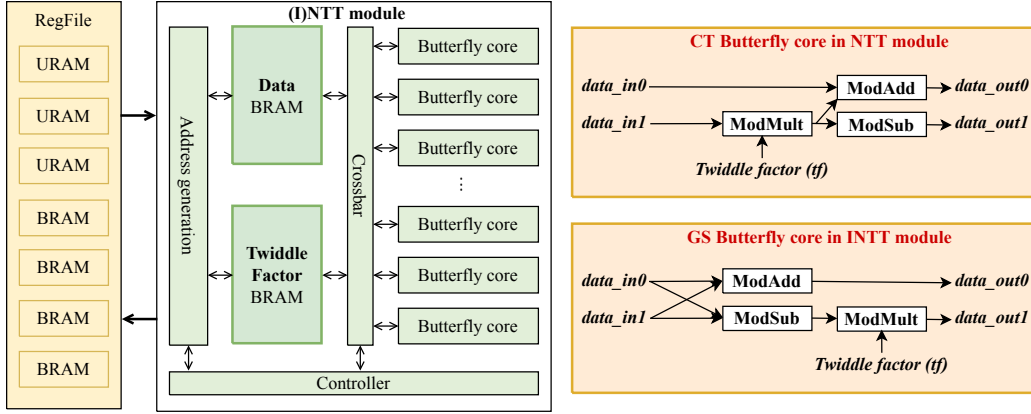 RegFile
URAM
URAM
URAM
BRAM
BRAM
BRAM
BRAM
(I)NTT module
Address generation
Data
BRAM
Twiddle
Factor
BRAM
Crossbar
Butterfly core
Butterfly core
Butterfly core
...
Butterfly core
Butterfly core
Butterfly core
Controller
CT Butterfly core in NTT module
data_in0
ModAdd
data_out0
data_in1
ModMult
ModSub
data_out1
Twiddle factor (tf)
GS Butterfly core in INTT module
data_in0
ModAdd
data_out0
data_in1
ModSub
ModMult
data_out1
Twiddle factor (tf)